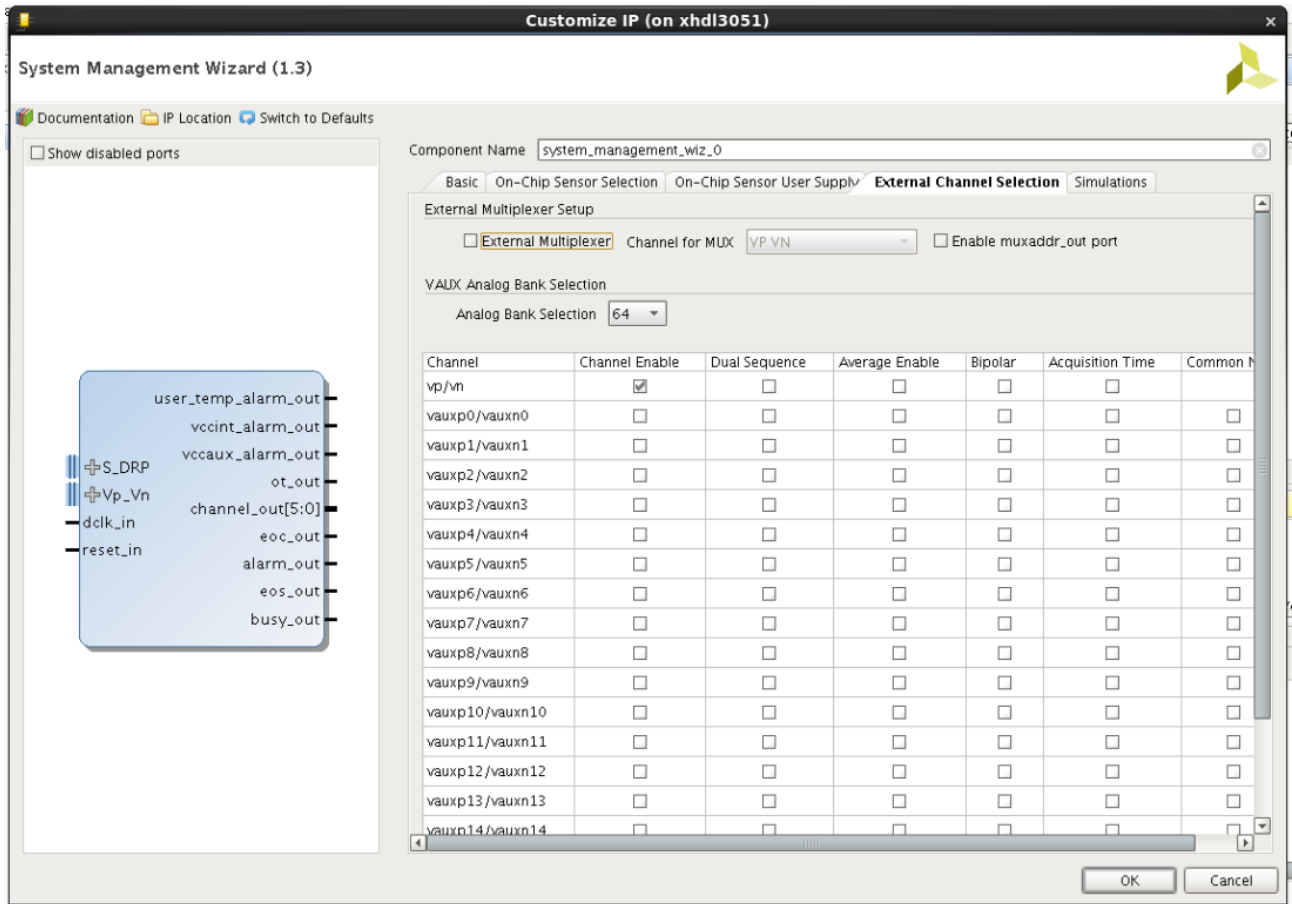 Customize IP (on xhdl3051)
System Management Wizard (1.3)
Documentation IP Location Switch to Defaults
Show disabled ports
user_temp_alarm_out
vccint_alarm_out
vccaux_alarm_out
S_DRP
ot_out
Vp_Vn
channel_out[5:0]
dclk_in
eoc_out
reset_in
alarm_out
eos_out
busy_out
Component Name system_management_wiz_0
Basic On-Chip Sensor Selection On-Chip Sensor User Supply External Channel Selection Simulations
External Multiplexer Setup
External Multiplexer Channel for MUX VP VN Enable muxaddr_out port
VAUX Analog Bank Selection
Analog Bank Selection 64
Channel Channel Enable Dual Sequence Average Enable Bipolar Acquisition Time Common N
vp/vn
vauxp0/vauxn0
vauxp1/vauxn1
vauxp2/vauxn2
vauxp3/vauxn3
vauxp4/vauxn4
vauxp5/vauxn5
vauxp6/vauxn6
vauxp7/vauxn7
vauxp8/vauxn8
vauxp9/vauxn9
vauxp10/vauxn10
vauxp11/vauxn11
vauxp12/vauxn12
vauxp13/vauxn13
vauxp14/vauxn14
OK Cancel